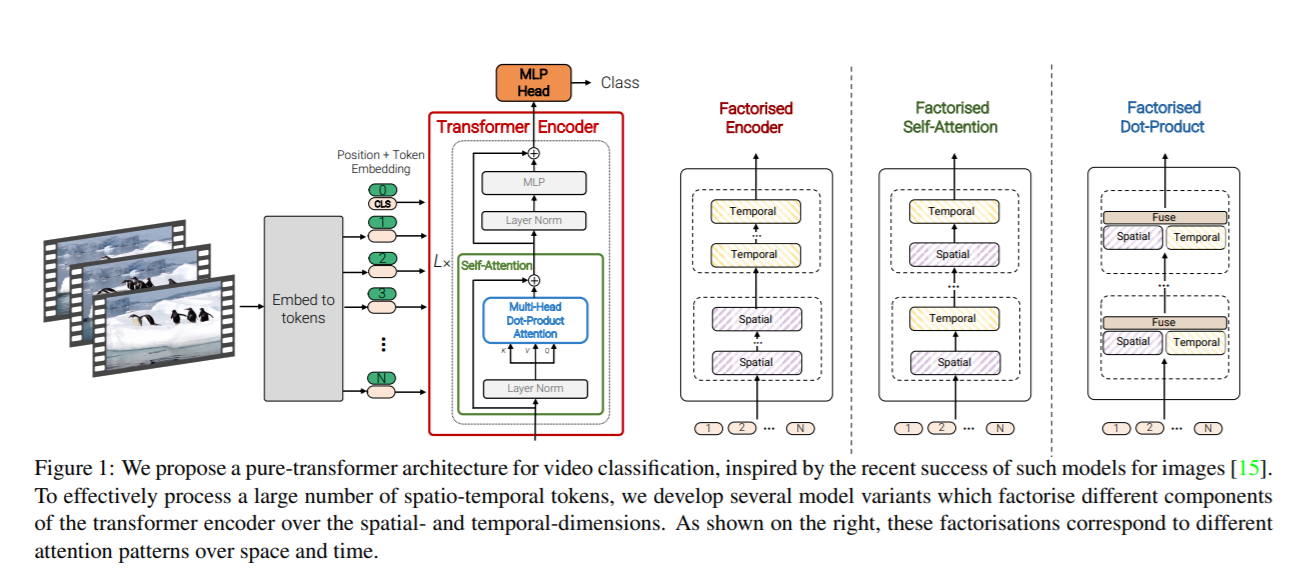 MLP
Head
Class
Transformer Encoder
Position + Token
Embedding
0
CLS
1
2
3
N
Embed to
tokens
L×
MLP
Layer Norm
Self-Attention
Multi-Head
Dot-Product
Attention
K V Q
Layer Norm
Factorised
Encoder
Temporal
...
Temporal
Spatial
...
Spatial
1 2 ... N
Factorised
Self-Attention
Temporal
Spatial
...
Temporal
Spatial
1 2 ... N
Factorised
Dot-Product
Fuse
Spatial Temporal
...
Fuse
Spatial Temporal
1 2 ... N
Figure 1: We propose a pure-transformer architecture for video classification, inspired by the recent success of such models for images [15].
To effectively process a large number of spatio-temporal tokens, we develop several model variants which factorise different components
of the transformer encoder over the spatial- and temporal-dimensions. As shown on the right, these factorisations correspond to different
attention patterns over space and time.